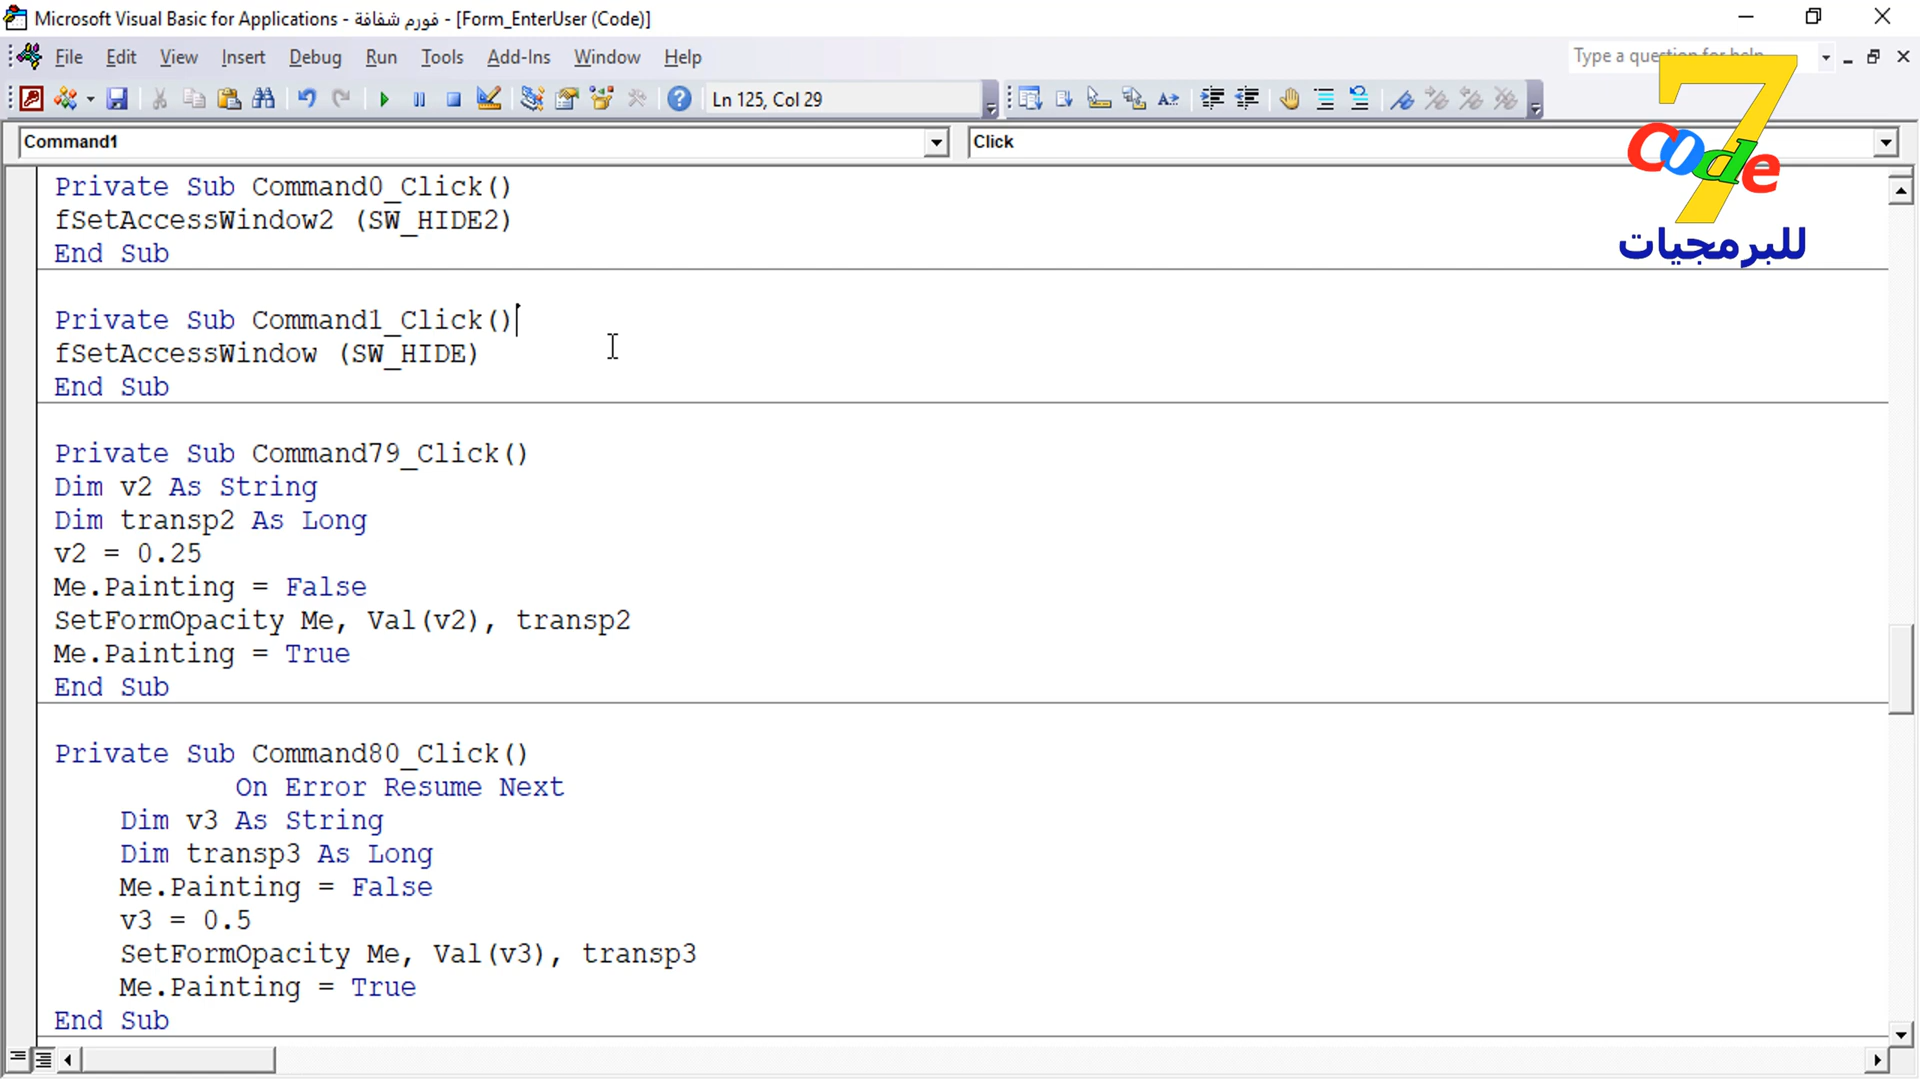 Microsoft Visual Basic for Applications - فورم شفافة - [Form_EnterUser (Code)]
File Edit View Insert Debug Run Tools Add-Ins Window Help
Type a question for help
Ln 125, Col 29
Command1
Click
7
Code
للبرمجيات
Private Sub Command0_Click()
fSetAccessWindow2 (SW_HIDE2)
End Sub
Private Sub Command1_Click()
fSetAccessWindow (SW_HIDE)
End Sub
Private Sub Command79_Click()
Dim v2 As String
Dim transp2 As Long
v2 = 0.25
Me.Painting = False
SetFormOpacity Me, Val(v2), transp2
Me.Painting = True
End Sub
Private Sub Command80_Click()
On Error Resume Next
Dim v3 As String
Dim transp3 As Long
Me.Painting = False
v3 = 0.5
SetFormOpacity Me, Val(v3), transp3
Me.Painting = True
End Sub